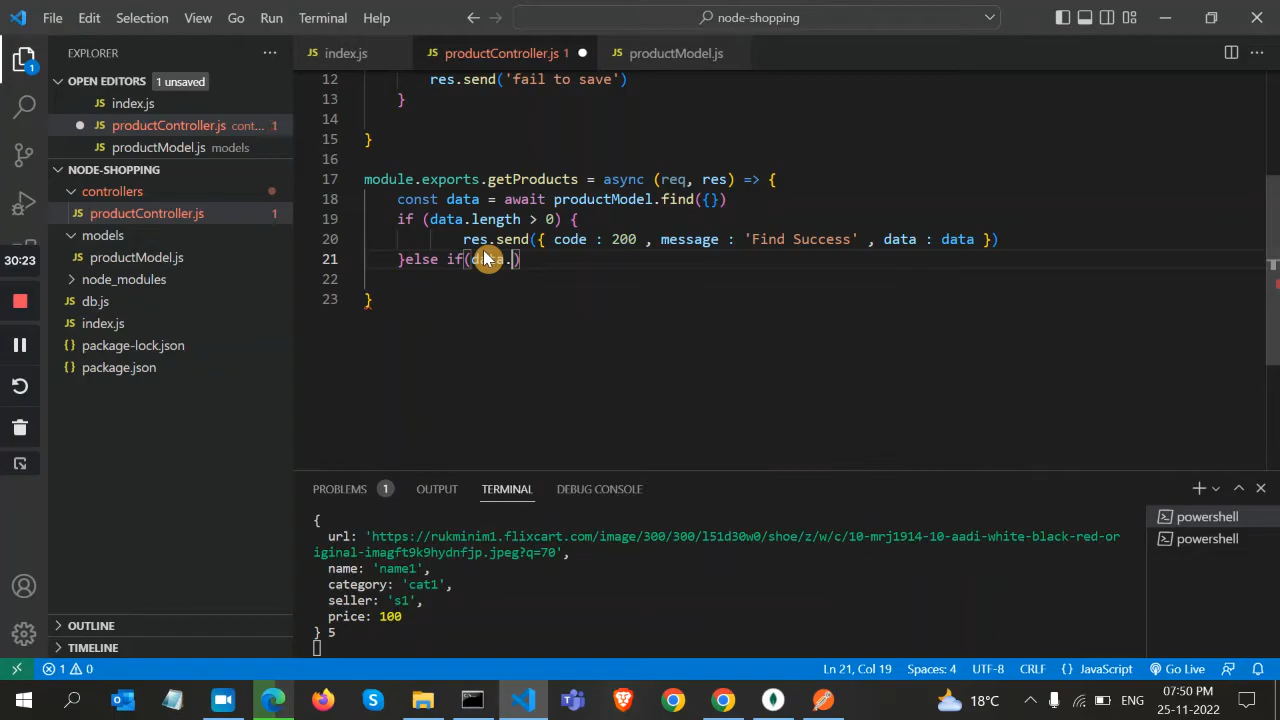 File Edit Selection View Go Run Terminal Help
node-shopping
EXPLORER
index.js
productController.js 1
productModel.js
OPEN EDITORS 1 unsaved
index.js
productController.js cont... 1
productModel.js models
NODE-SHOPPING
controllers
productController.js 1
models
productModel.js
node_modules
db.js
index.js
package-lock.json
package.json
OUTLINE
TIMELINE
1
30:23
12 res.send('fail to save')
13 }
14
15 }
16
17 module.exports.getProducts = async (req, res) => {
18 const data = await productModel.find({})
19 if (data.length > 0) {
20 res.send({ code : 200 , message : 'Find Success' , data : data })
21 }else if(data.)
22
23 }
PROBLEMS 1 OUTPUT TERMINAL DEBUG CONSOLE
{
url: 'https://rukminim1.flixcart.com/image/300/300/l51d30w0/shoe/z/w/c/10-mrj1914-10-aadi-white-black-red-or
iginal-imagft9k9hydnfjp.jpeg?q=70',
name: 'name1',
category: 'cat1',
seller: 's1',
price: 100
} 5
powershell
powershell
1 0
Ln 21, Col 19 Spaces: 4 UTF-8 CRLF JavaScript Go Live
18°C
ENG
7:50 PM
25-11-2022